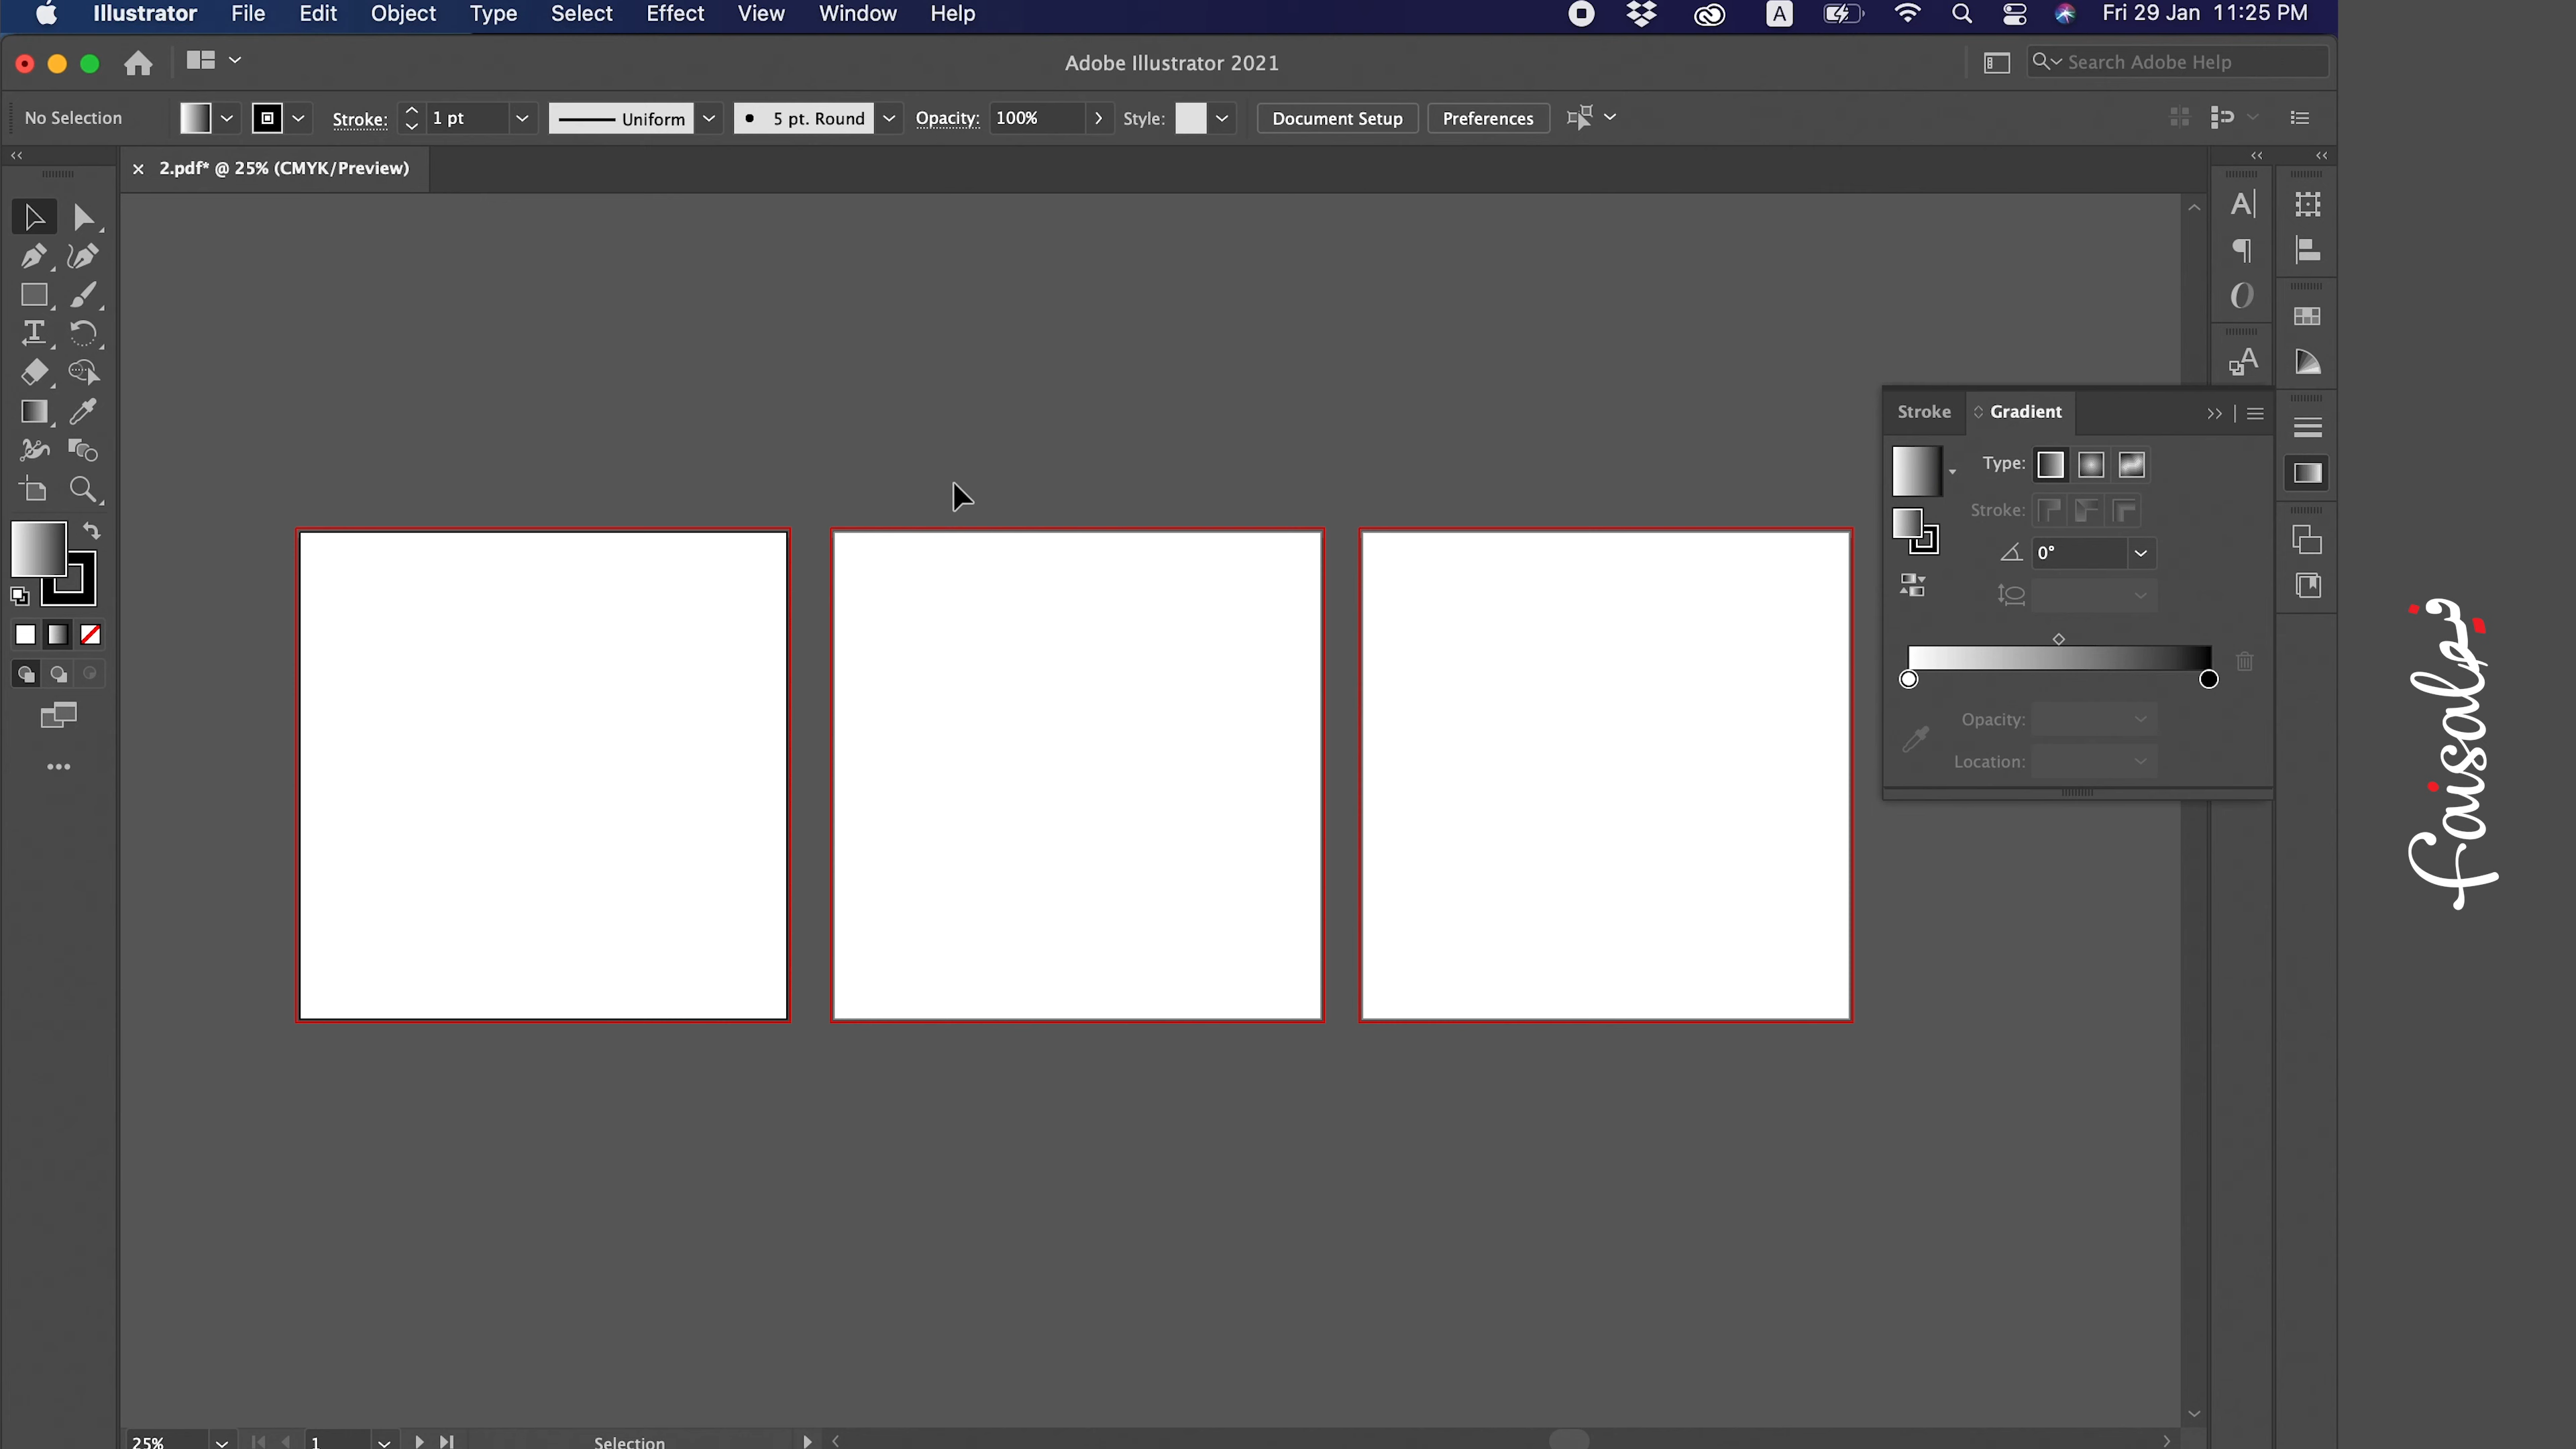 Illustrator File Edit Object Type Select Effect View Window Help A Fri 29 Jan 11:25 PM
Adobe Illustrator 2021
Search Adobe Help
No Selection Stroke: 1 pt Uniform 5 pt. Round Opacity: 100% Style: Document Setup Preferences
2.pdf* @ 25% (CMYK/Preview)
Stroke Gradient
Type:
Stroke:
0°
Opacity:
Location:
25% 1 Selection